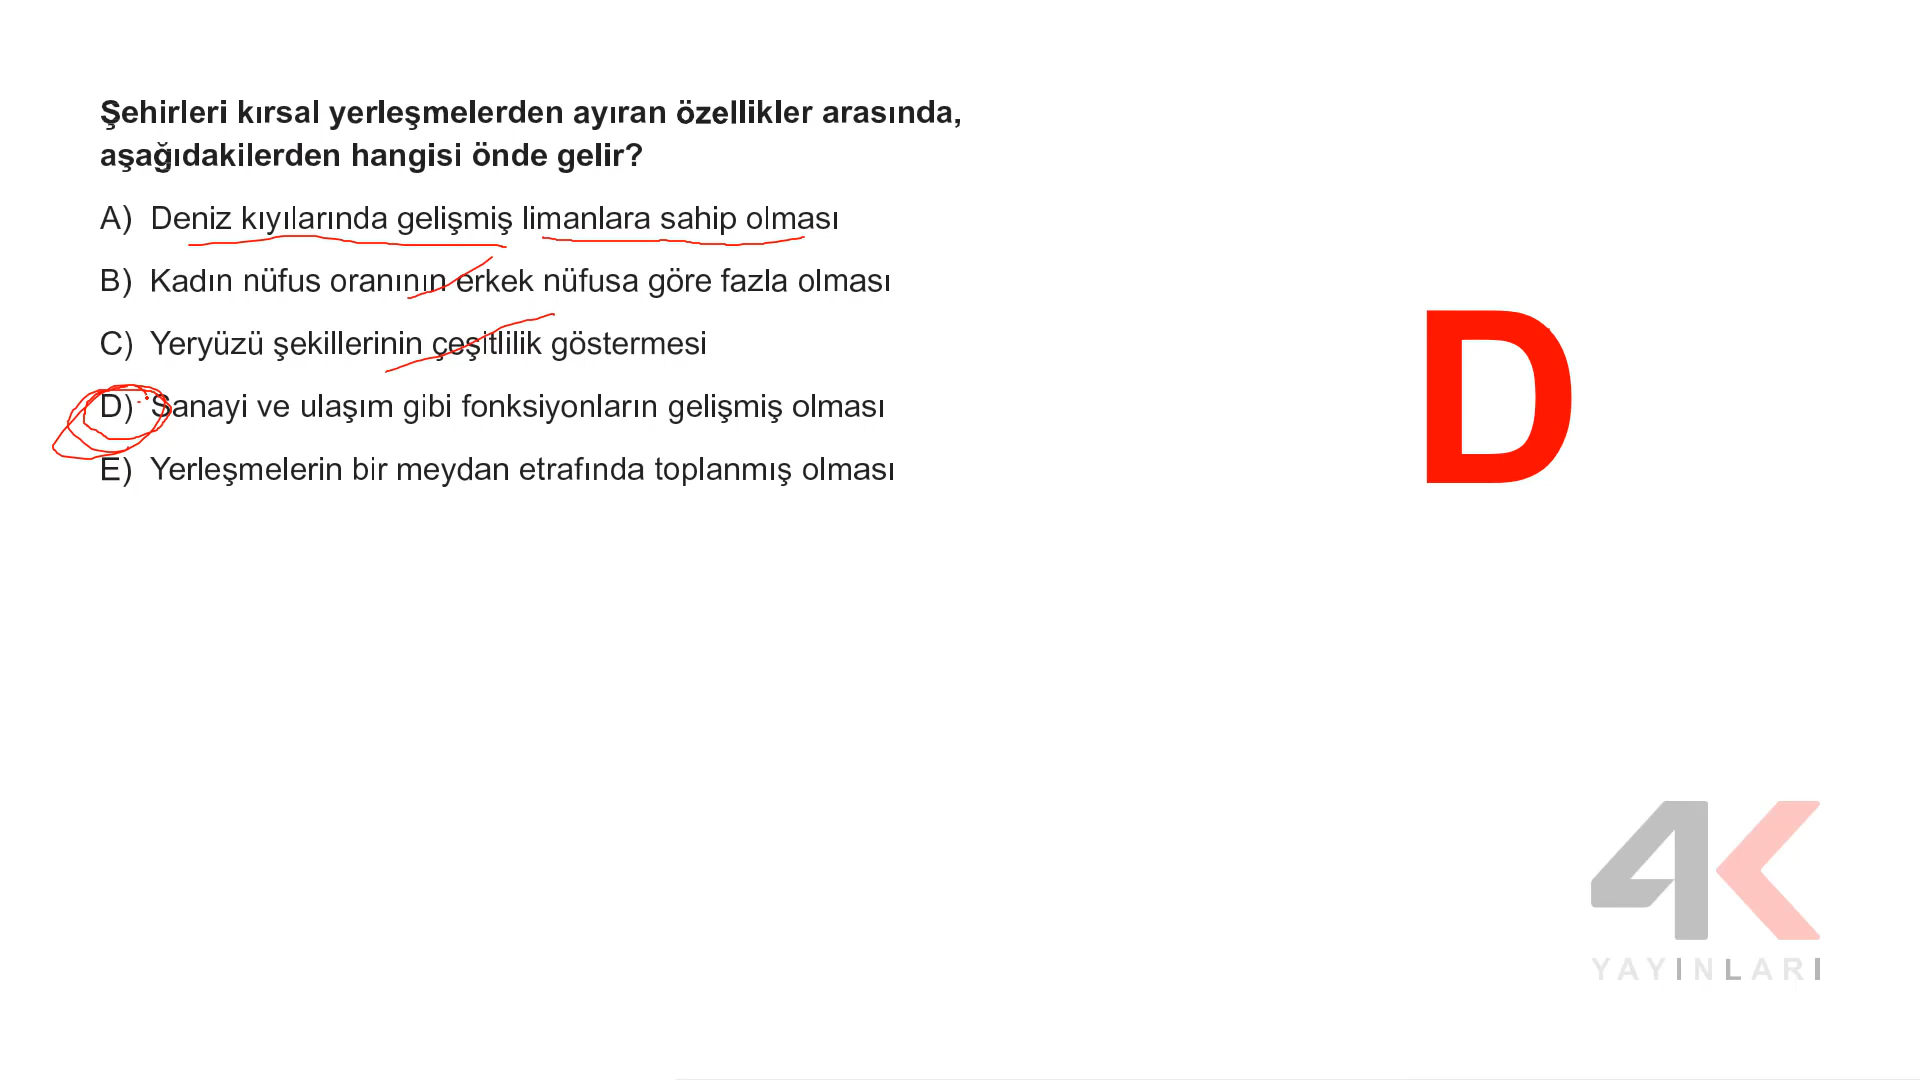 Şehirleri kırsal yerleşmelerden ayıran özellikler arasında,
aşağıdakilerden hangisi önde gelir?
A) Deniz kıyılarında gelişmiş limanlara sahip olması
B) Kadın nüfus oranının erkek nüfusa göre fazla olması
C) Yeryüzü şekillerinin çeşitlilik göstermesi
D) Sanayi ve ulaşım gibi fonksiyonların gelişmiş olması
E) Yerleşmelerin bir meydan etrafında toplanmış olması
D
4K
YAYINLARI